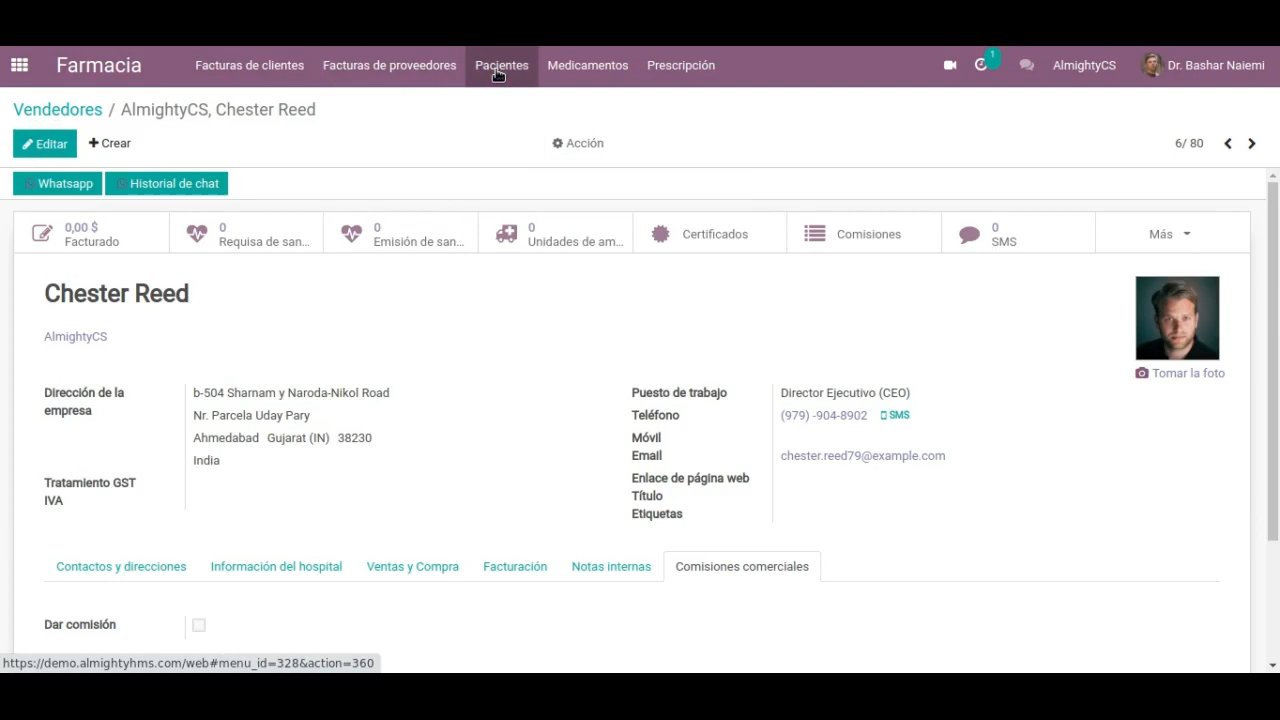 Farmacia Facturas de clientes Facturas de proveedores Pacientes Medicamentos Prescripción 1 AlmightyCS Dr. Bashar Naiemi
Vendedores / AlmightyCS, Chester Reed
Editar Crear Acción 6/ 80
Whatsapp Historial de chat
0,00 $ Facturado
0 Requisa de san...
0 Emisión de san...
0 Unidades de am...
Certificados
Comisiones
0 SMS
Más
Chester Reed
AlmightyCS
Tomar la foto
Dirección de la empresa
b-504 Sharnam y Naroda-Nikol Road
Nr. Parcela Uday Pary
Ahmedabad Gujarat (IN) 38230
India
Tratamiento GST
IVA
Puesto de trabajo Director Ejecutivo (CEO)
Teléfono (979) -904-8902 SMS
Móvil
Email chester.reed79@example.com
Enlace de página web
Título
Etiquetas
Contactos y direcciones Información del hospital Ventas y Compra Facturación Notas internas Comisiones comerciales
Dar comisión
https://demo.almightyhms.com/web#menu_id=328&action=360